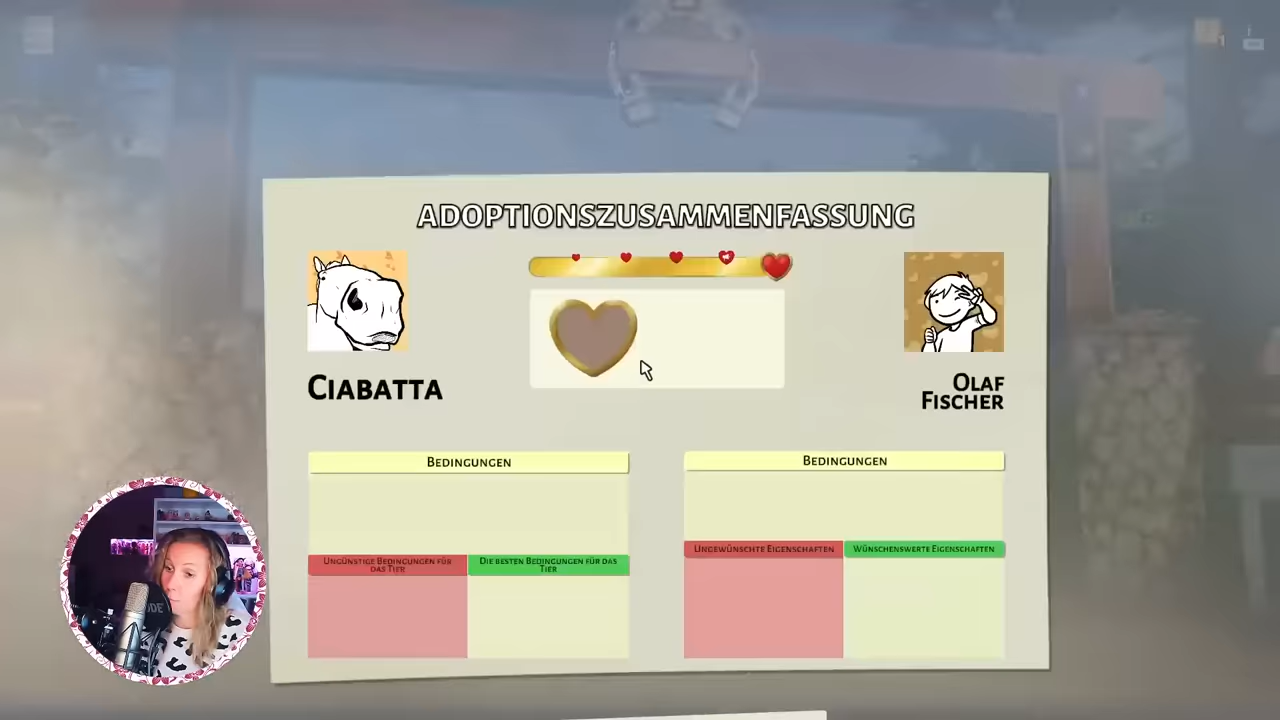 ADOPTIONSZUSAMMENFASSUNG
CIABATTA
OLAF
FISCHER
BEDINGUNGEN
UNGÜNSTIGE BEDINGUNGEN FÜR
DAS TIER
DIE BESTEN BEDINGUNGEN FÜR DAS
TIER
BEDINGUNGEN
UNGEWÜNSCHTE EIGENSCHAFTEN
WÜNSCHENSWERTE EIGENSCHAFTEN